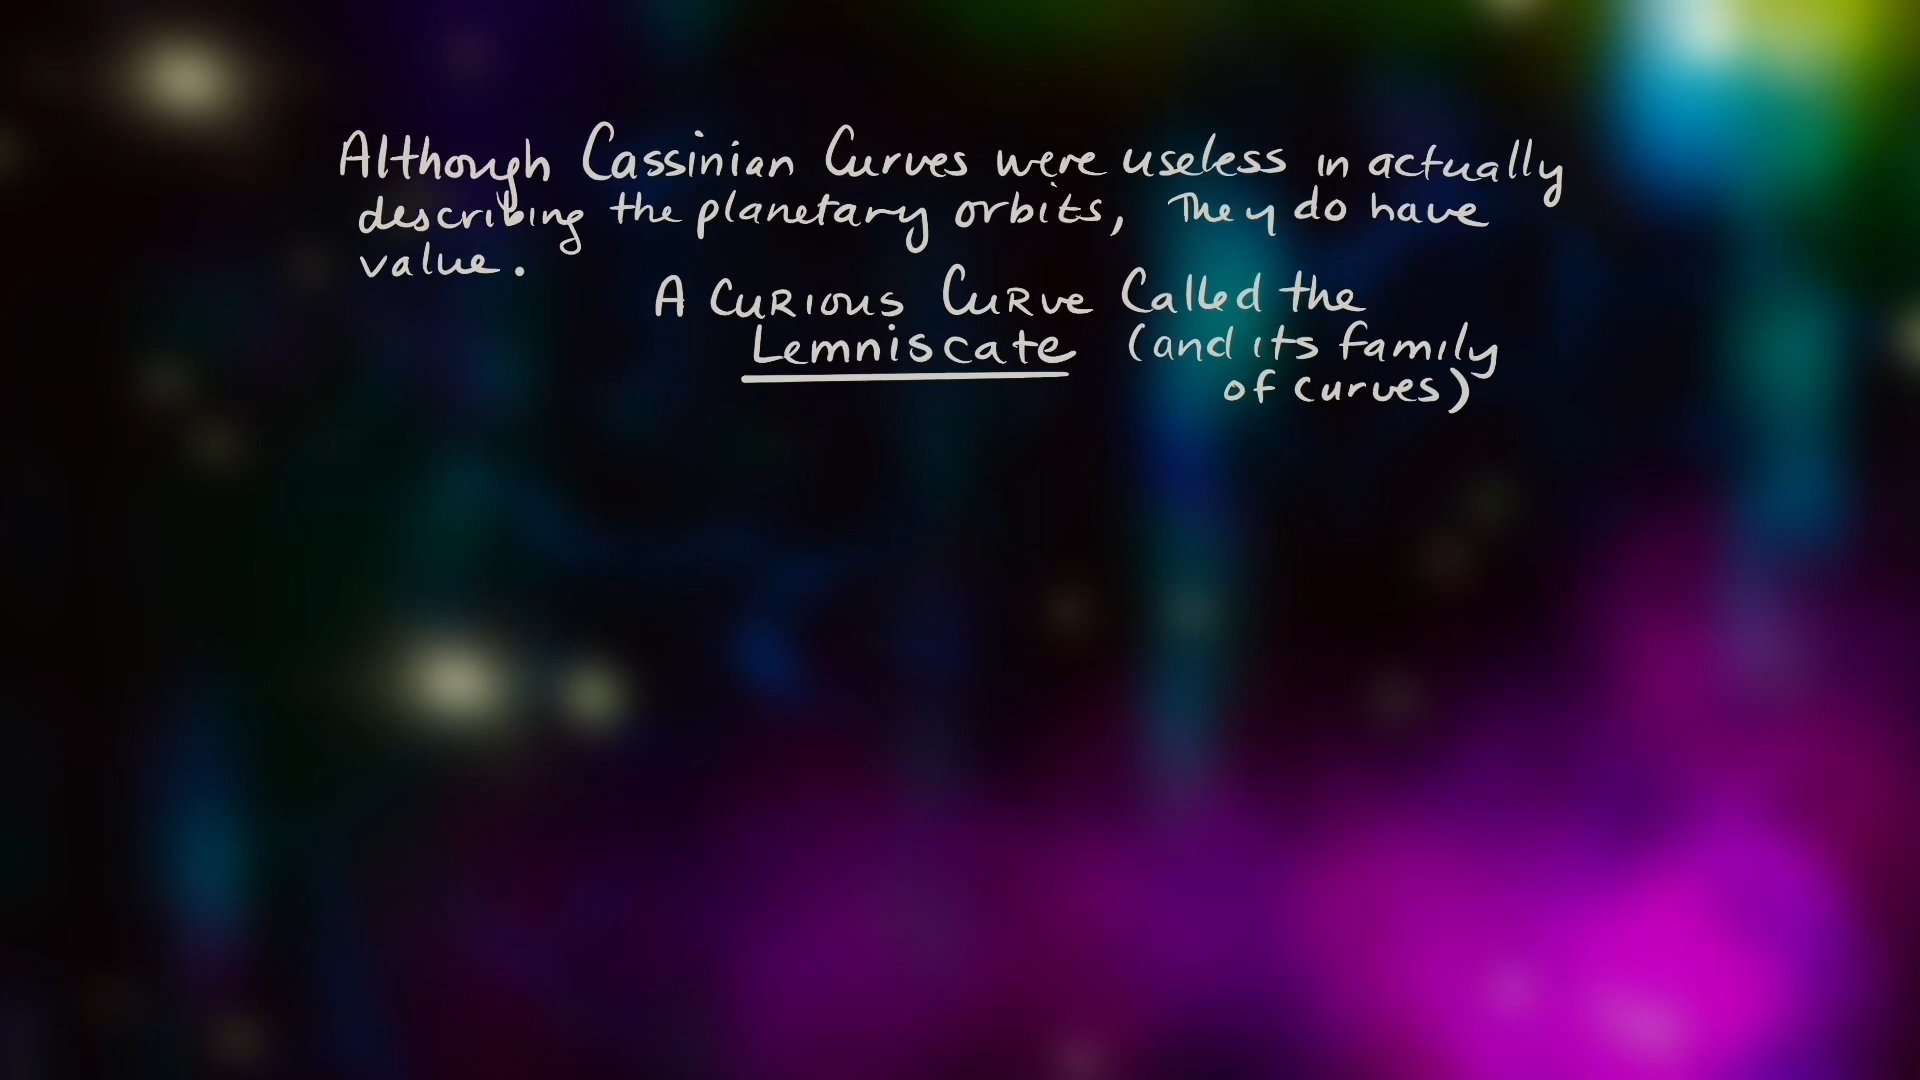 Although Cassinian Curves were useless in actually
describing the planetary orbits, They do have
value.
A Curious Curve Called the
Lemniscate (and its family
of curves)